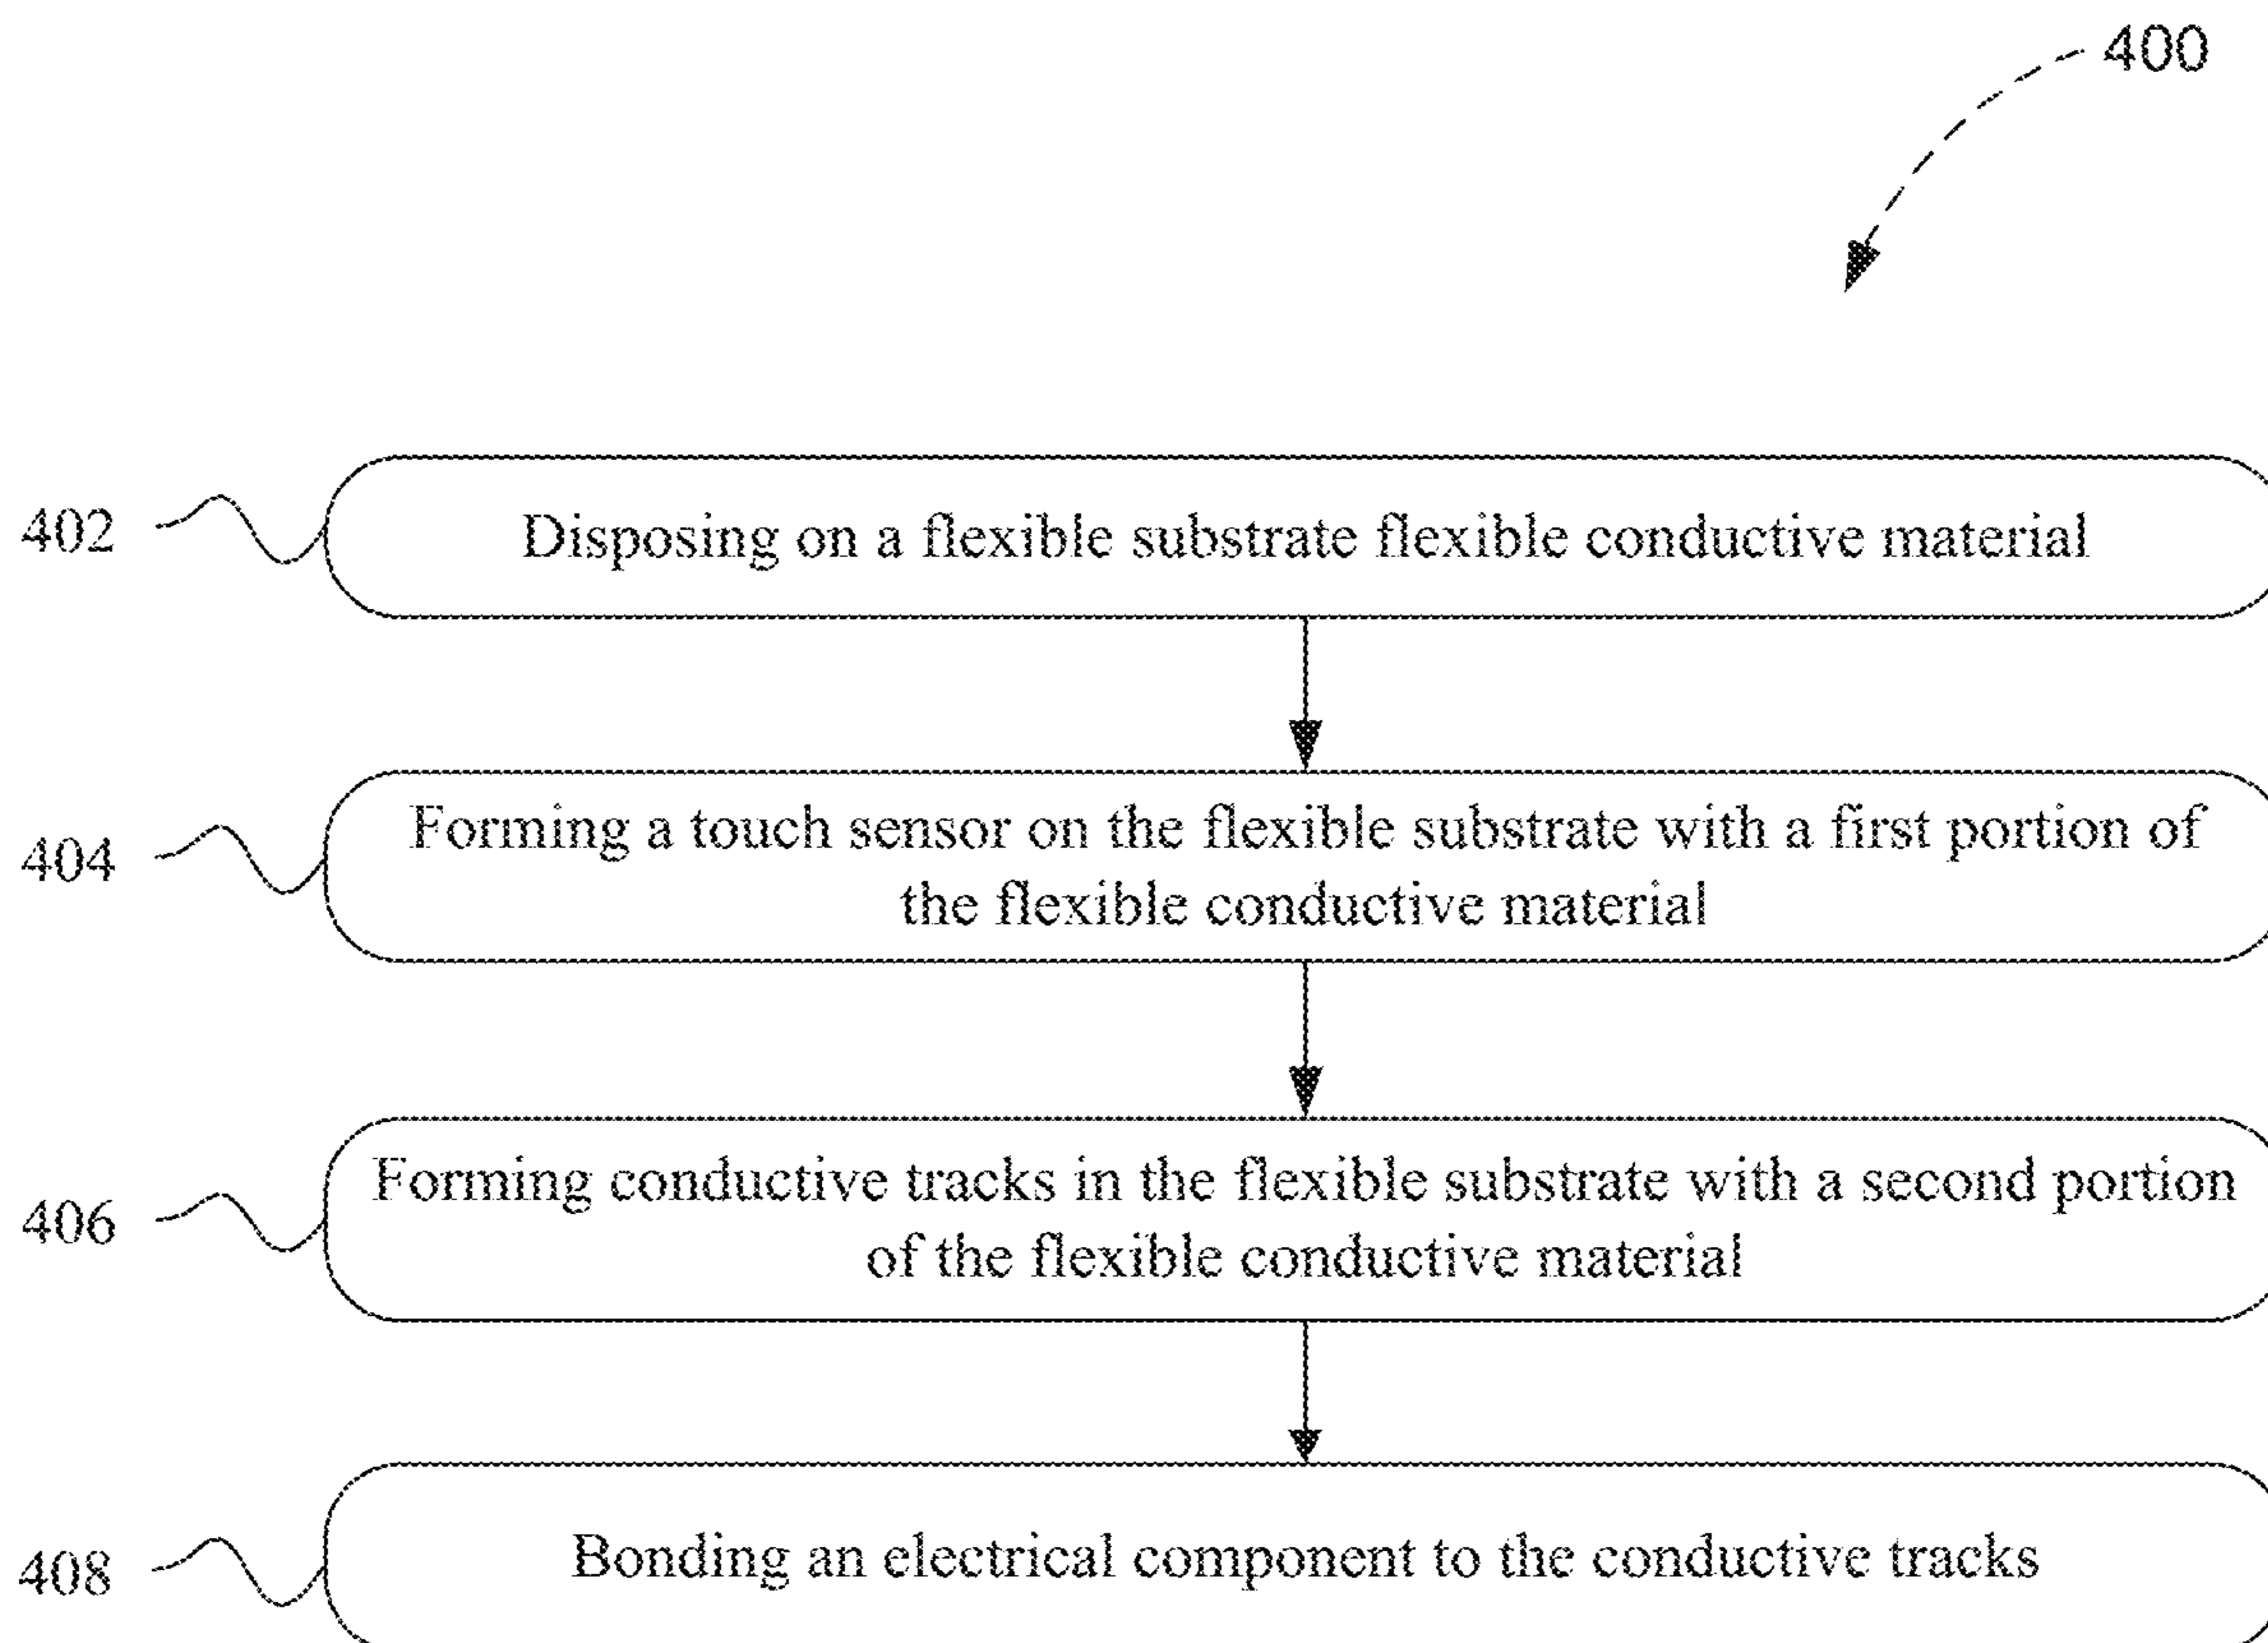 400
402
Disposing on a flexible substrate flexible conductive material
404
Forming a touch sensor on the flexible substrate with a first portion of
the flexible conductive material
406
Forming conductive tracks in the flexible substrate with a second portion
of the flexible conductive material
408
Bonding an electrical component to the conductive tracks